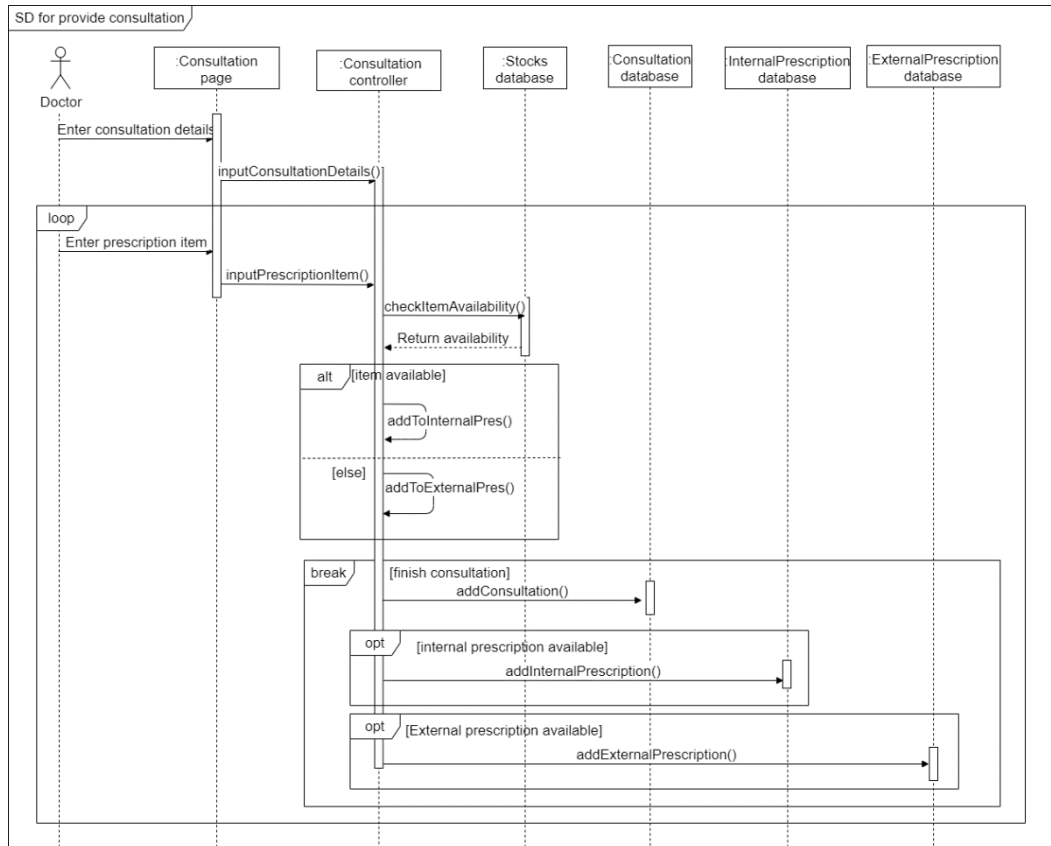 SD for provide consultation
Doctor
:Consultation
page
:Consultation
controller
:Stocks
database
:Consultation
database
:InternalPrescription
database
:ExternalPrescription
database
Enter consultation details
inputConsultationDetails()
loop
Enter prescription item
inputPrescriptionItem()
checkItemAvailability()
Return availability
alt
[item available]
addToInternalPres()
[else]
addToExternalPres()
break
[finish consultation]
addConsultation()
opt
[internal prescription available]
addInternalPrescription()
opt
[External prescription available]
addExternalPrescription()